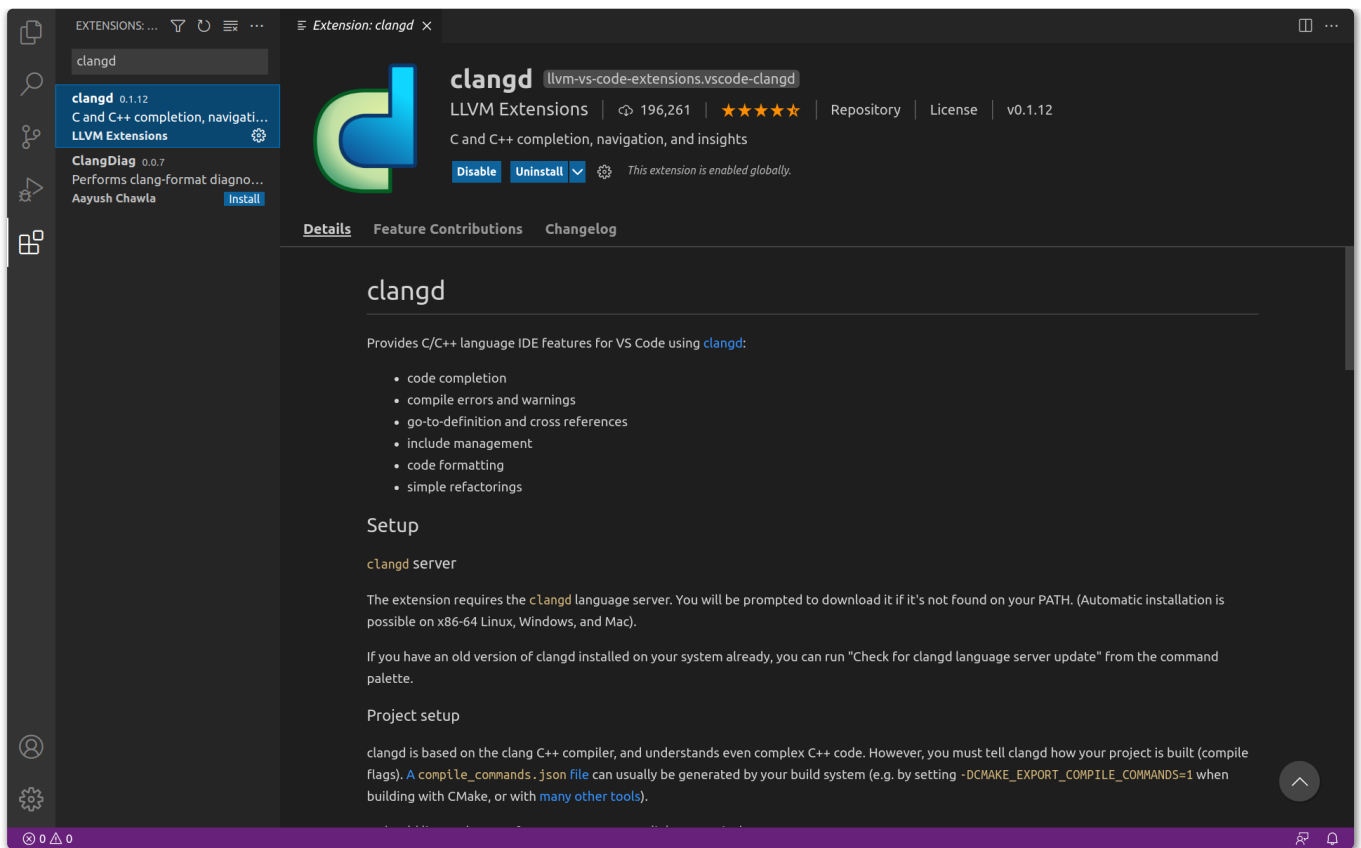 EXTENSIONS: ...
Extension: clangd
clangd
clangd 0.1.12
C and C++ completion, navigati...
LLVM Extensions
ClangDiag 0.0.7
Performs clang-format diagno...
Aayush Chawla
Install
clangd llvm-vs-code-extensions.vscode-clangd
LLVM Extensions 196,261 Repository License v0.1.12
C and C++ completion, navigation, and insights
Disable Uninstall This extension is enabled globally.
Details Feature Contributions Changelog
clangd
Provides C/C++ language IDE features for VS Code using clangd:
• code completion
• compile errors and warnings
• go-to-definition and cross references
• include management
• code formatting
• simple refactorings
Setup
clangd server
The extension requires the clangd language server. You will be prompted to download it if it's not found on your PATH. (Automatic installation is
possible on x86-64 Linux, Windows, and Mac).
If you have an old version of clangd installed on your system already, you can run "Check for clangd language server update" from the command
palette.
Project setup
clangd is based on the clang C++ compiler, and understands even complex C++ code. However, you must tell clangd how your project is built (compile
flags). A compile_commands.json file can usually be generated by your build system (e.g. by setting -DCMAKE_EXPORT_COMPILE_COMMANDS=1 when
building with CMake, or with many other tools).
0 0